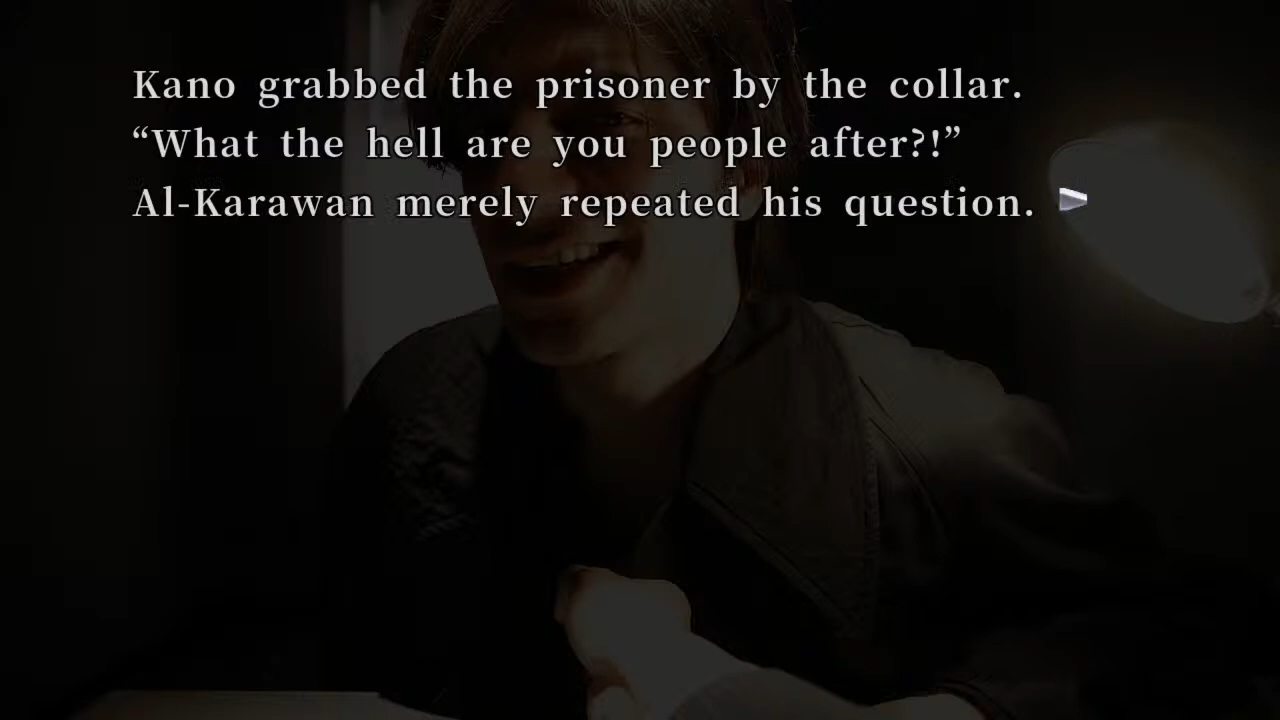 Kano grabbed the prisoner by the collar.
“What the hell are you people after?!”
Al-Karawan merely repeated his question.